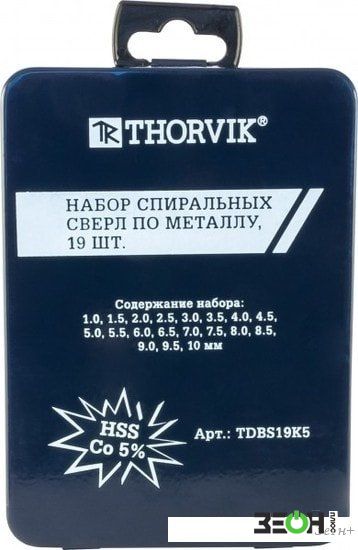 THORVIK®
НАБОР СПИРАЛЬНЫХ
СВЕРЛ ПО МЕТАЛЛУ,
19 ШТ.
Содержание набора:
1.0, 1.5, 2.0, 2.5, 3.0, 3.5, 4.0, 4.5,
5.0, 5.5, 6.0, 6.5, 7.0, 7.5, 8.0, 8.5,
9.0, 9.5, 10 мм
HSS
Co 5%
Арт.: TDBS19K5
ЗЕОН